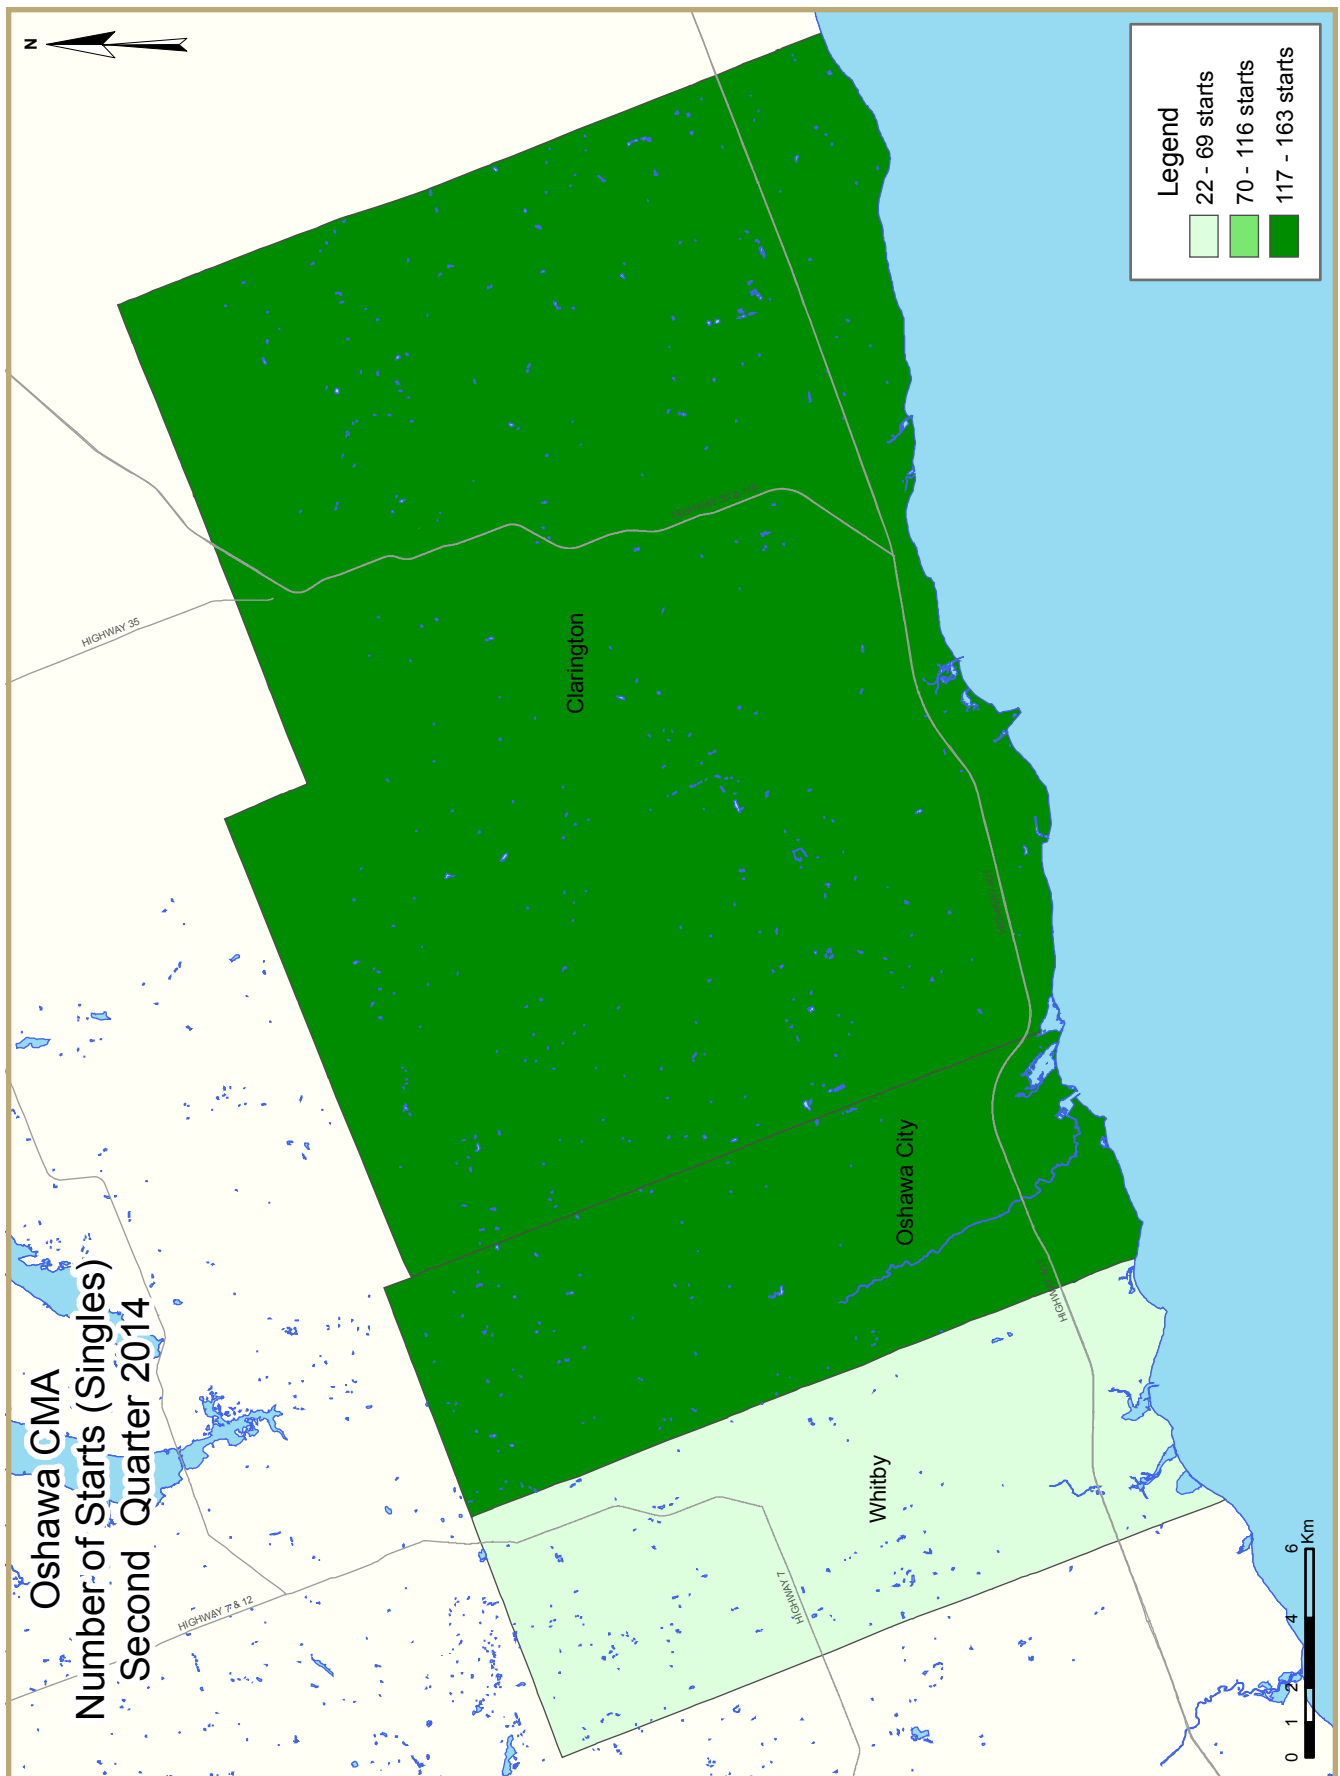 Oshawa CMA
Number of Starts (Singles)
Second Quarter 2014
N
HIGHWAY 7 & 12
HIGHWAY 35
Clarington
Oshawa City
Whitby
HIGHWAY 7
Legend
22 - 69 starts
70 - 116 starts
117 - 163 starts
0 1 2 4 6
Km